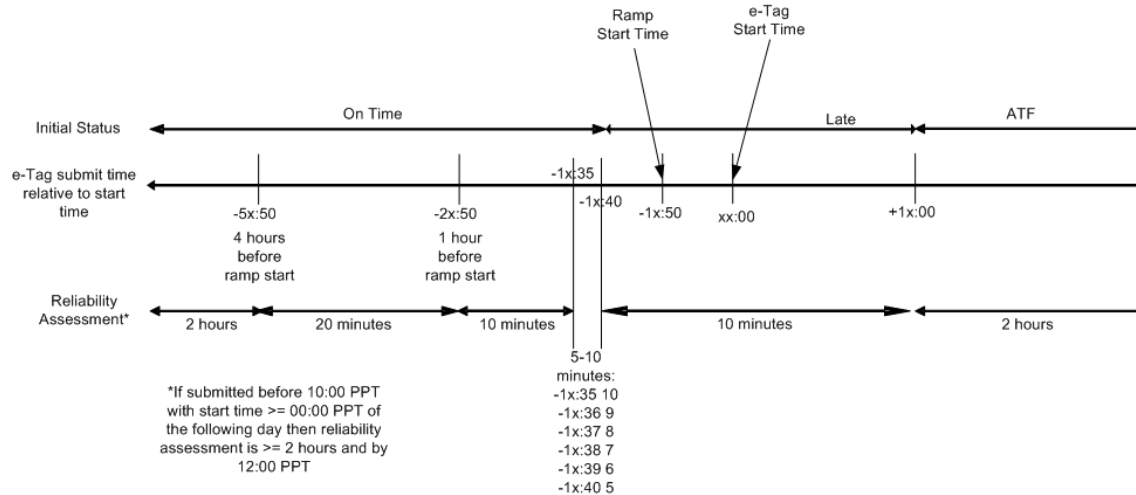 Ramp
Start Time
e-Tag
Start Time
Initial Status
On Time
Late
ATF
e-Tag submit time
relative to start
time
-1x:35
-1x:40
-5x:50
-2x:50
-1x:50
xx:00
+1x:00
4 hours
before
ramp start
1 hour
before
ramp start
Reliability
Assessment*
2 hours
20 minutes
10 minutes
10 minutes
2 hours
5-10
minutes:
-1x:35 10
-1x:36 9
-1x:37 8
-1x:38 7
-1x:39 6
-1x:40 5
*If submitted before 10:00 PPT
with start time >= 00:00 PPT of
the following day then reliability
assessment is >= 2 hours and by
12:00 PPT